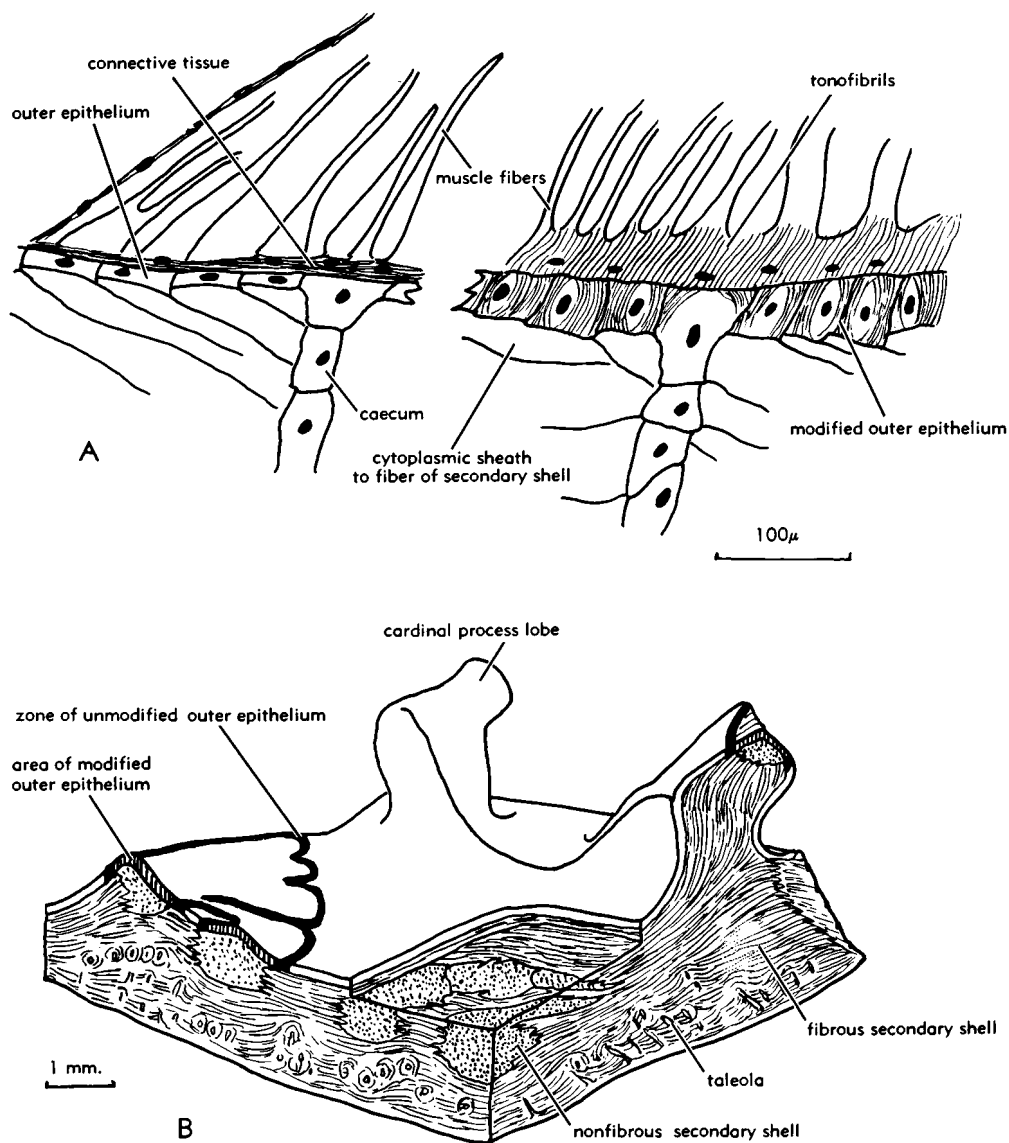 connective tissue
outer epithelium
tonofibrils
muscle fibers
caecum
A
cytoplasmic sheath
to fiber of secondary shell
modified outer epithelium
100μ
cardinal process lobe
zone of unmodified outer epithelium
area of modified
outer epithelium
fibrous secondary shell
1 mm.
taleola
B
nonfibrous secondary shell